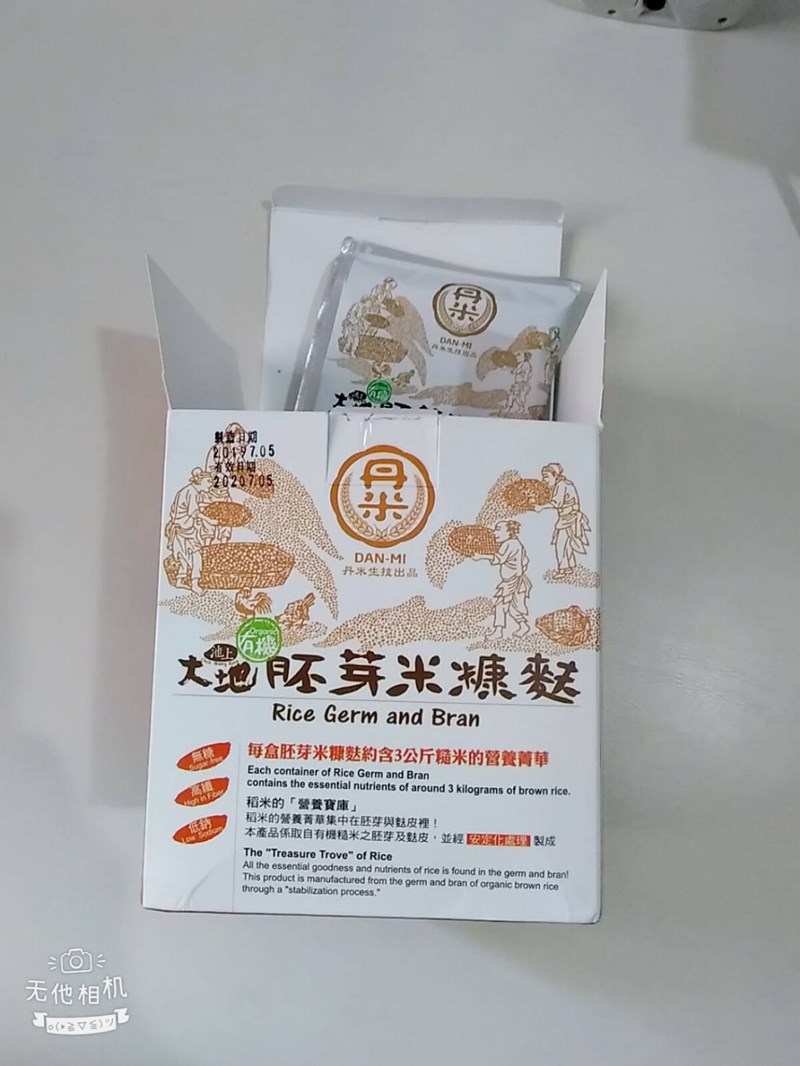 丹米
DAN-MI
丹米生技出品
有機
製造日期
2019 7.05
有效日期
2020 7.05
丹米
DAN-MI
丹米生技出品
Organic
有機
池上
大地胚芽米糠麩
Rice Germ and Bran
無糖
Sugar-free
高纖
High in Fiber
低鈉
Low Sodium
每盒胚芽米糠麩約含3公斤糙米的營養菁華
Each container of Rice Germ and Bran
contains the essential nutrients of around 3 kilograms of brown rice.
稻米的「營養寶庫」
稻米的營養菁華集中在胚芽與麩皮裡！
本產品係取自有機糙米之胚芽及麩皮，並經 安定化處理 製成
The "Treasure Trove" of Rice
All the essential goodness and nutrients of rice is found in the germ and bran!
This product is manufactured from the germ and bran of organic brown rice
through a "stabilization process."
无他相机
o(*≧▽≦)ツ